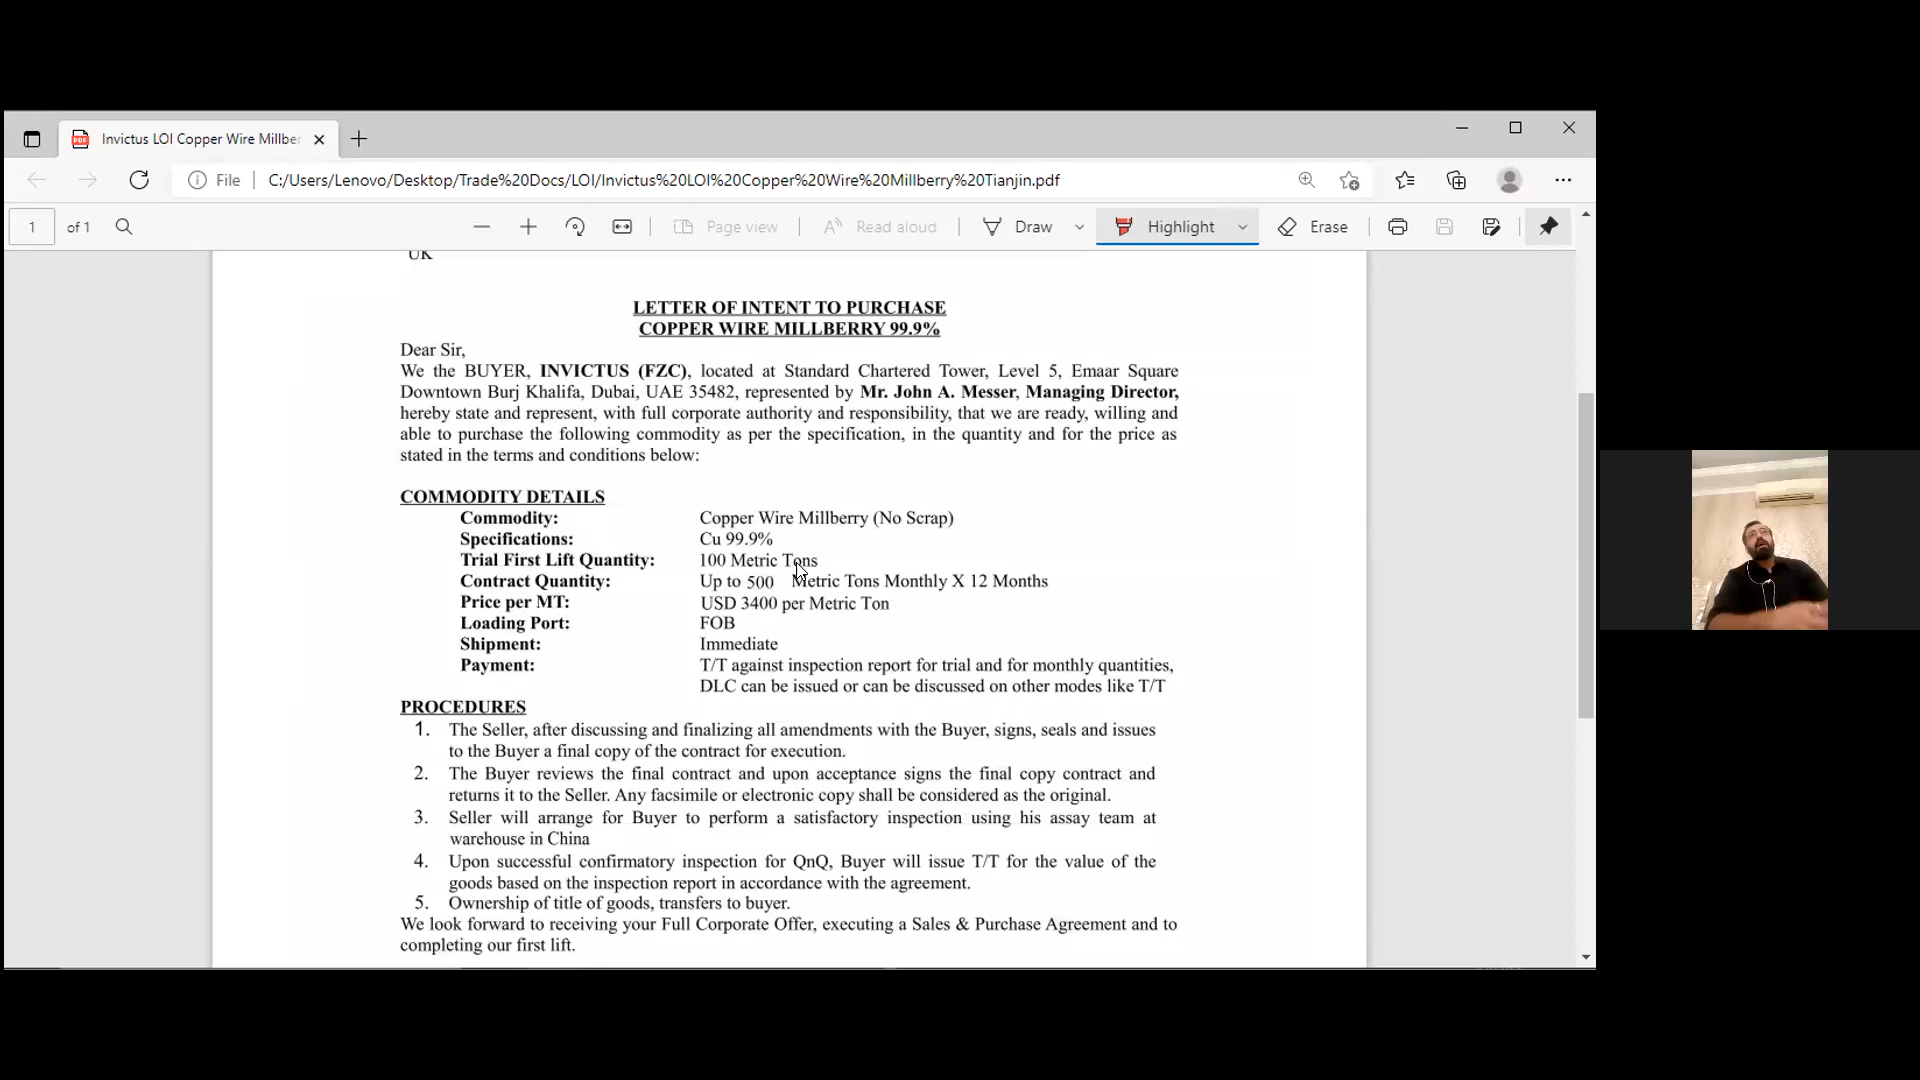 Invictus LOI Copper Wire Millber
File
C:/Users/Lenovo/Desktop/Trade%20Docs/LOI/Invictus%20LOI%20Copper%20Wire%20Millberry%20Tianjin.pdf
1 of 1 Page view Read aloud Draw Highlight Erase
UK
LETTER OF INTENT TO PURCHASE
COPPER WIRE MILLBERRY 99.9%
Dear Sir,
We the BUYER, INVICTUS (FZC), located at Standard Chartered Tower, Level 5, Emaar Square
Downtown Burj Khalifa, Dubai, UAE 35482, represented by Mr. John A. Messer, Managing Director,
hereby state and represent, with full corporate authority and responsibility, that we are ready, willing and
able to purchase the following commodity as per the specification, in the quantity and for the price as
stated in the terms and conditions below:
COMMODITY DETAILS
Commodity: Copper Wire Millberry (No Scrap)
Specifications: Cu 99.9%
Trial First Lift Quantity: 100 Metric Tons
Contract Quantity: Up to 500 Metric Tons Monthly X 12 Months
Price per MT: USD 3400 per Metric Ton
Loading Port: FOB
Shipment: Immediate
Payment: T/T against inspection report for trial and for monthly quantities,
DLC can be issued or can be discussed on other modes like T/T
PROCEDURES
1. The Seller, after discussing and finalizing all amendments with the Buyer, signs, seals and issues
to the Buyer a final copy of the contract for execution.
2. The Buyer reviews the final contract and upon acceptance signs the final copy contract and
returns it to the Seller. Any facsimile or electronic copy shall be considered as the original.
3. Seller will arrange for Buyer to perform a satisfactory inspection using his assay team at
warehouse in China
4. Upon successful confirmatory inspection for QnQ, Buyer will issue T/T for the value of the
goods based on the inspection report in accordance with the agreement.
5. Ownership of title of goods, transfers to buyer.
We look forward to receiving your Full Corporate Offer, executing a Sales & Purchase Agreement and to
completing our first lift.